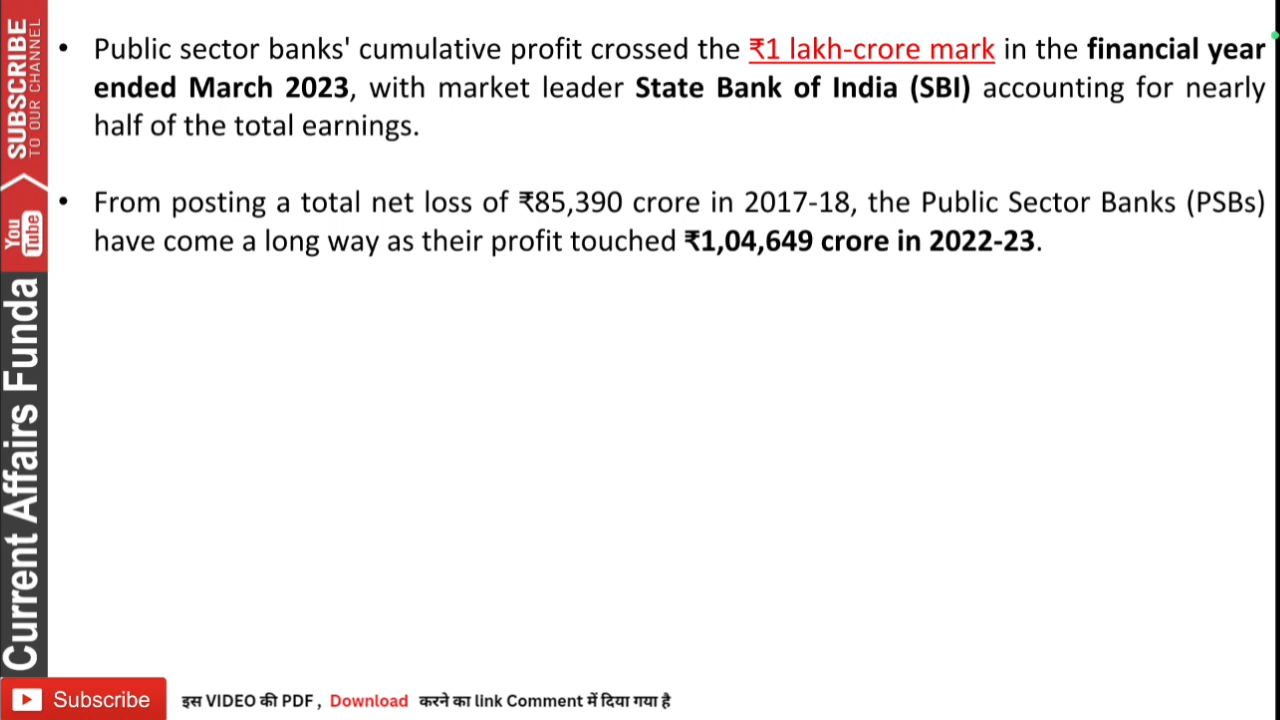 • Public sector banks' cumulative profit crossed the ₹1 lakh-crore mark in the financial year
ended March 2023, with market leader State Bank of India (SBI) accounting for nearly
half of the total earnings.
• From posting a total net loss of ₹85,390 crore in 2017-18, the Public Sector Banks (PSBs)
have come a long way as their profit touched ₹1,04,649 crore in 2022-23.
SUBSCRIBE
TO OUR CHANNEL
You
Tube
Current Affairs Funda
Subscribe
इस VIDEO की PDF , Download करने का link Comment में दिया गया है